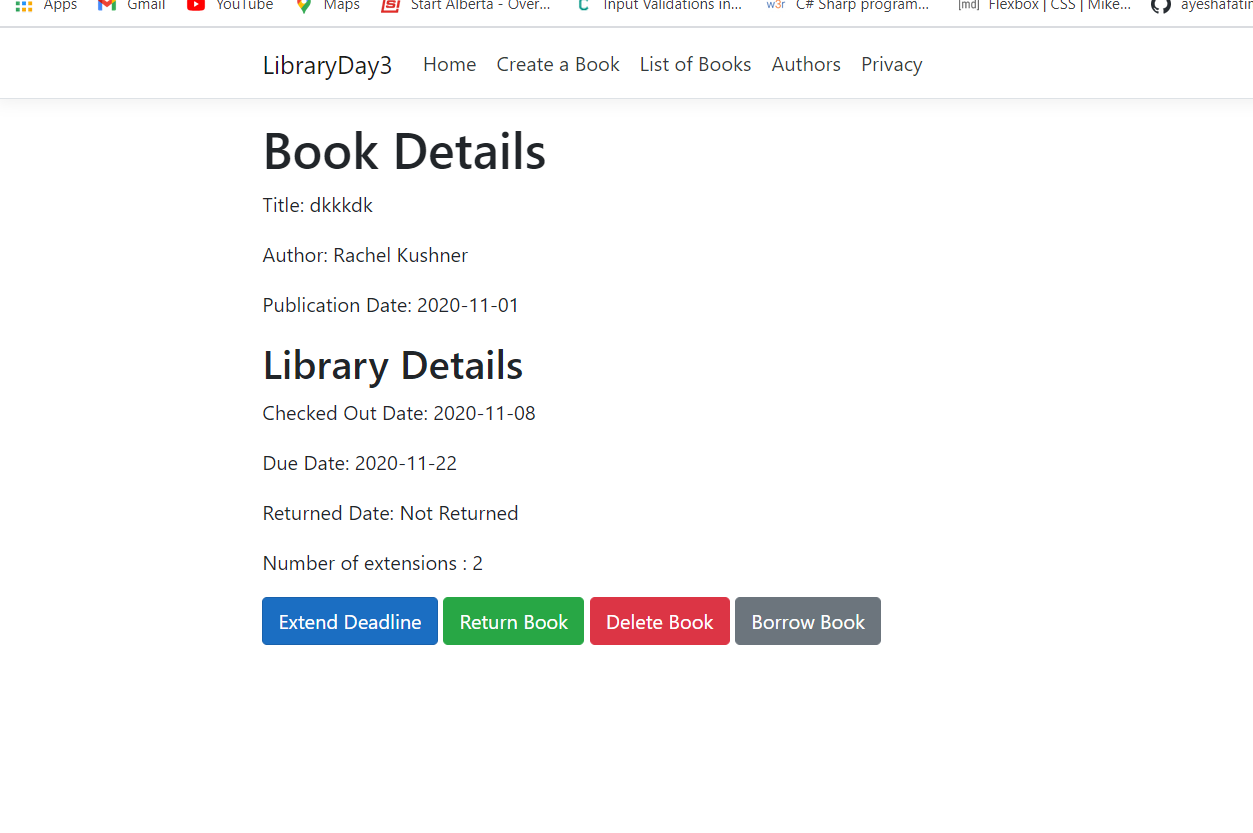 Apps Gmail YouTube Maps Start Alberta - Over... Input Validations in... w3r C# Sharp program... [md] Flexbox | CSS | Mike... ayeshafatin
LibraryDay3 Home Create a Book List of Books Authors Privacy
Book Details
Title: dkkkdk
Author: Rachel Kushner
Publication Date: 2020-11-01
Library Details
Checked Out Date: 2020-11-08
Due Date: 2020-11-22
Returned Date: Not Returned
Number of extensions : 2
Extend Deadline Return Book Delete Book Borrow Book